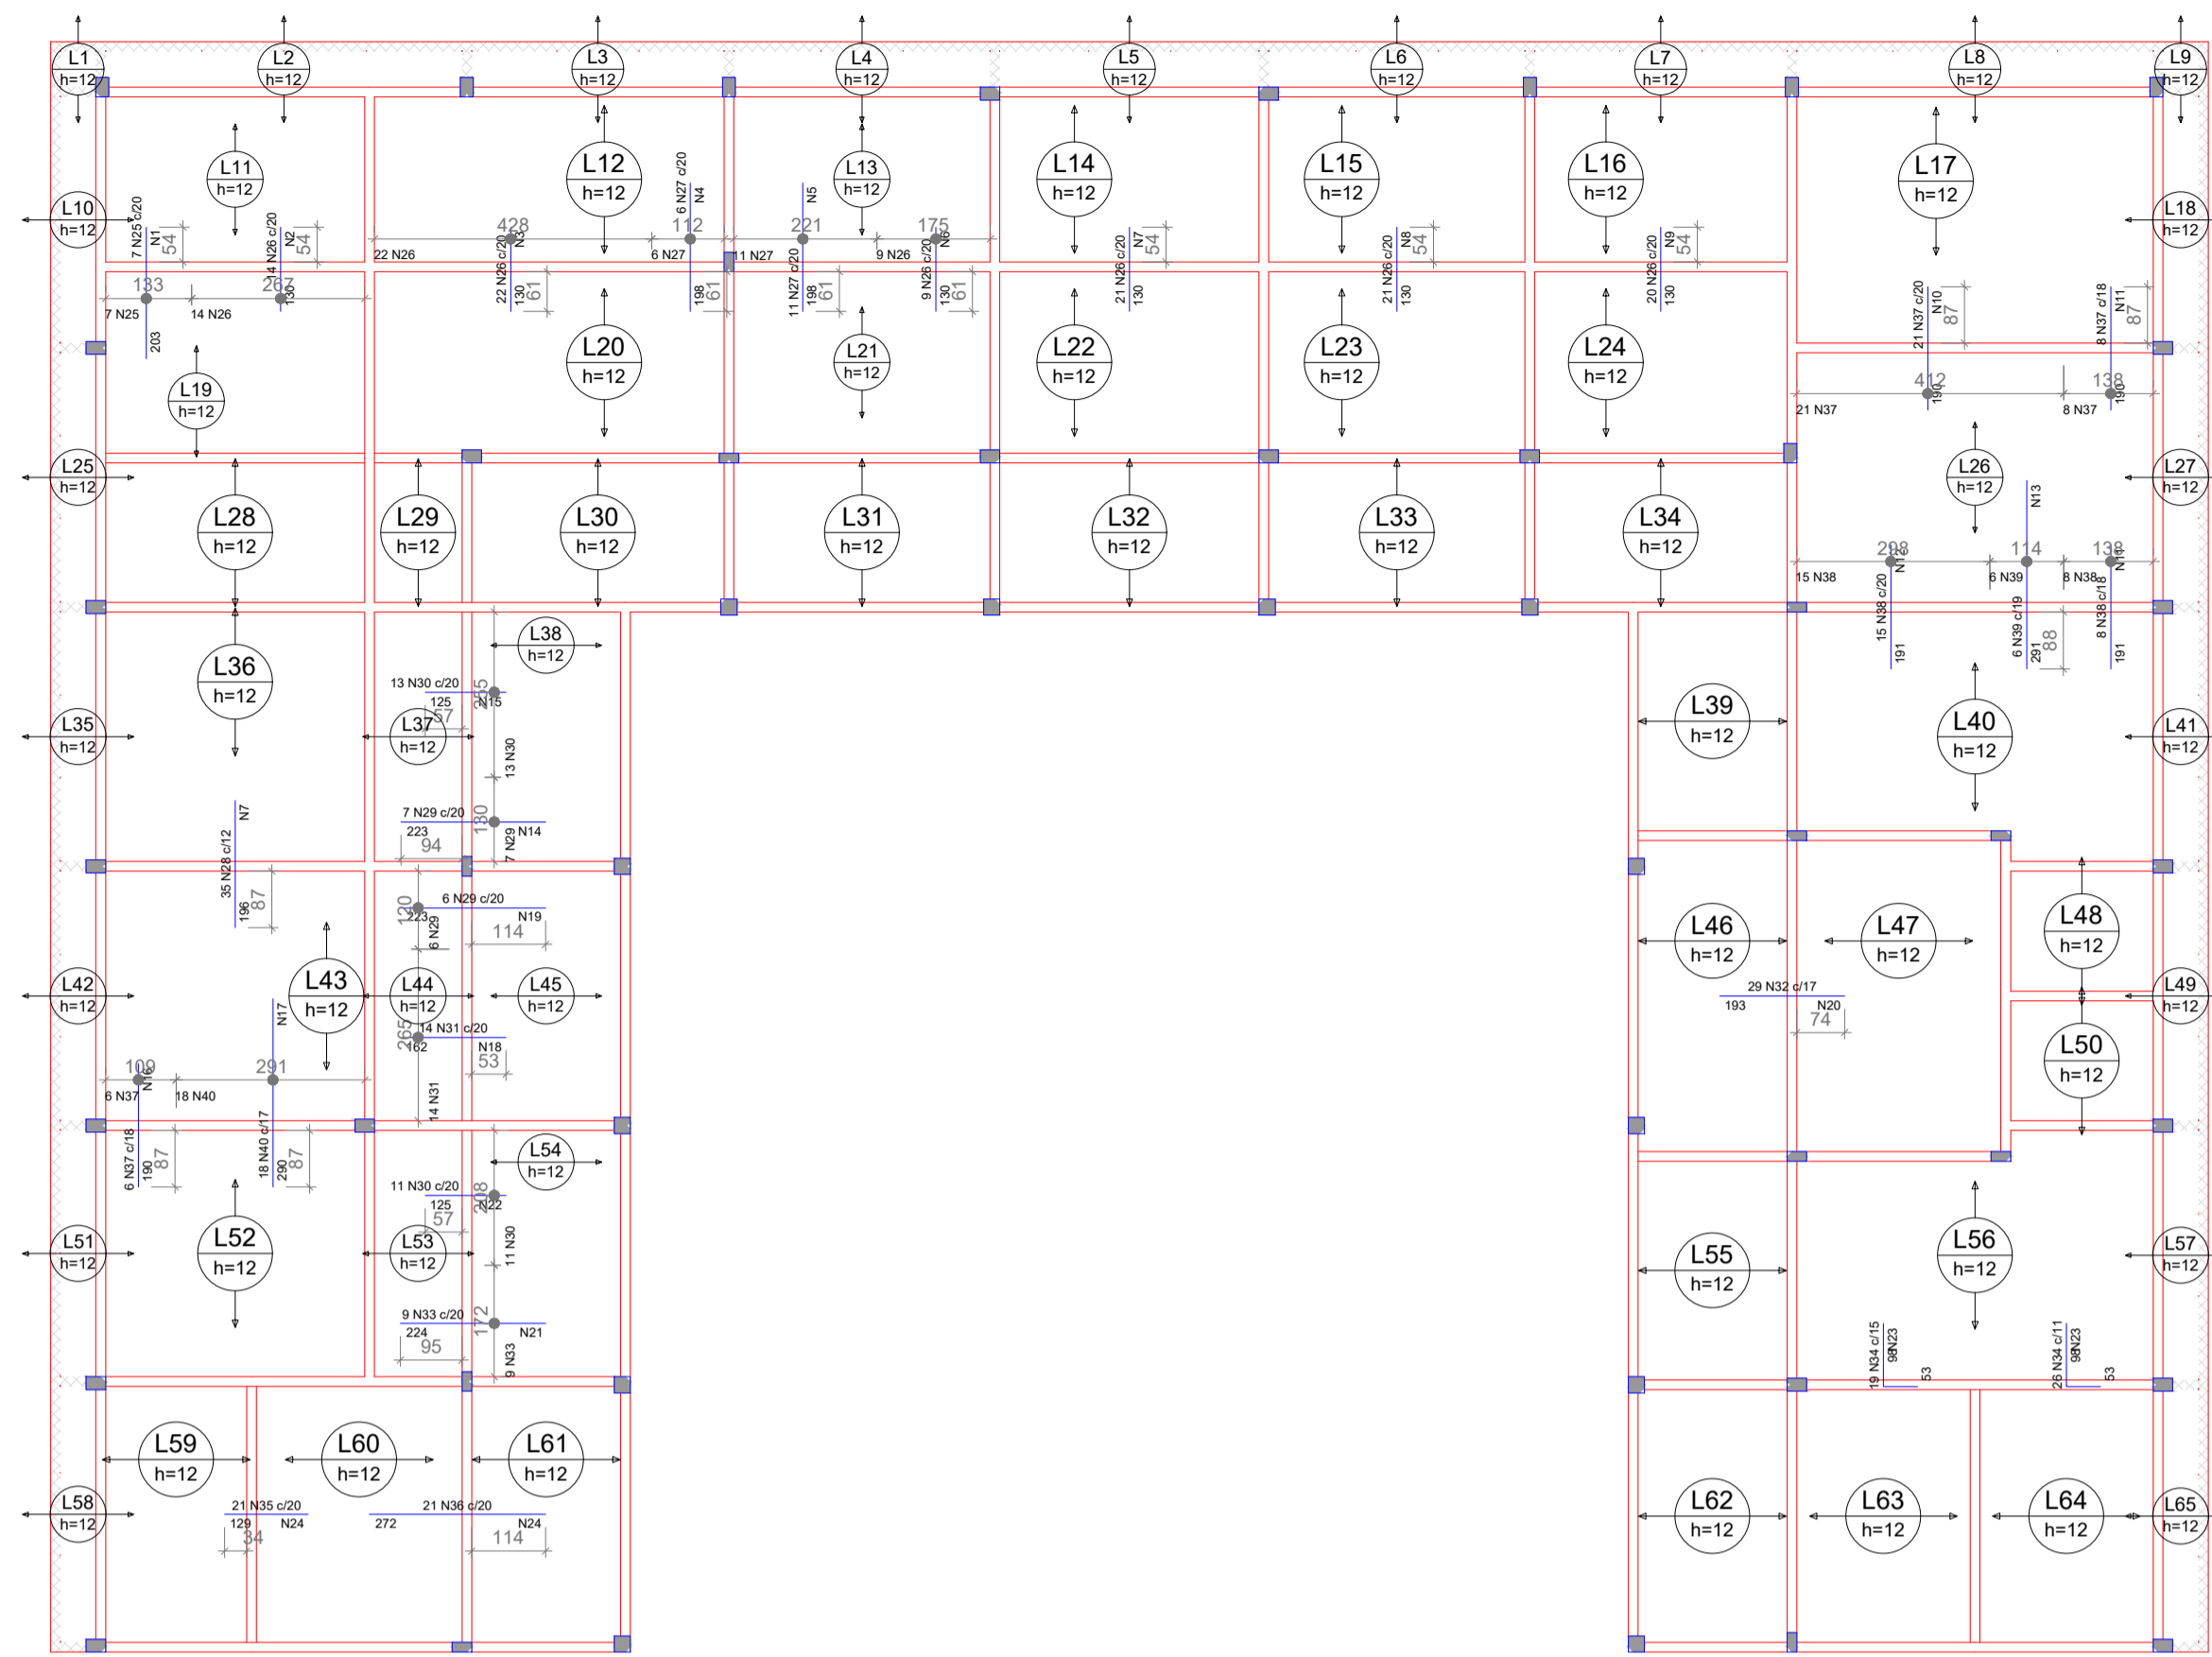 L1
h=12
L2
h=12
L3
h=12
L4
h=12
L5
h=12
L6
h=12
L7
h=12
L8
h=12
L9
h=12
L10
h=12
L11
h=12
L12
h=12
L13
h=12
L14
h=12
L15
h=12
L16
h=12
L17
h=12
L18
h=12
7 N25 c/20
N1
54
203
133
7 N25
14 N26 c/20
N2
54
130
267
14 N26
428
22 N26
22 N26 c/20
N3
130
61
6 N27 c/20
N4
112
6 N27
198
61
N5
221
11 N27
11 N27 c/20
198
61
175
9 N26
9 N26 c/20
N6
130
61
21 N26 c/20
N7
54
130
21 N26 c/20
N8
54
130
20 N26 c/20
N9
54
130
21 N37 c/20
N10
87
190
412
21 N37
8 N37 c/18
N11
87
190
138
8 N37
L19
h=12
L20
h=12
L21
h=12
L22
h=12
L23
h=12
L24
h=12
L25
h=12
L26
h=12
L27
h=12
L28
h=12
L29
h=12
L30
h=12
L31
h=12
L32
h=12
L33
h=12
L34
h=12
N13
298
15 N38
15 N38 c/20
191
114
6 N39
6 N39 c/19
291
88
138
8 N38
8 N38 c/18
191
L35
h=12
L36
h=12
L37
h=12
L38
h=12
L39
h=12
L40
h=12
L41
h=12
13 N30 c/20
125
N15
57
255
13 N30
7 N29 c/20
223
N14
94
130
7 N29
N7
35 N28 c/12
196
87
6 N29 c/20
223
N19
114
120
6 N29
L42
h=12
L43
h=12
L44
h=12
L45
h=12
L46
h=12
L47
h=12
L48
h=12
L49
h=12
L50
h=12
29 N32 c/17
193
N20
74
14 N31 c/20
162
N18
53
265
14 N31
N17
109
N16
6 N37
6 N37 c/18
190
87
291
18 N40
18 N40 c/17
290
87
L51
h=12
L52
h=12
L53
h=12
L54
h=12
L55
h=12
L56
h=12
L57
h=12
11 N30 c/20
125
N22
57
208
11 N30
9 N33 c/20
224
N21
95
172
9 N33
19 N34 c/15
98
N23
53
26 N34 c/11
98
N23
53
L58
h=12
L59
h=12
L60
h=12
L61
h=12
L62
h=12
L63
h=12
L64
h=12
L65
h=12
21 N35 c/20
129
N24
34
21 N36 c/20
272
N24
114